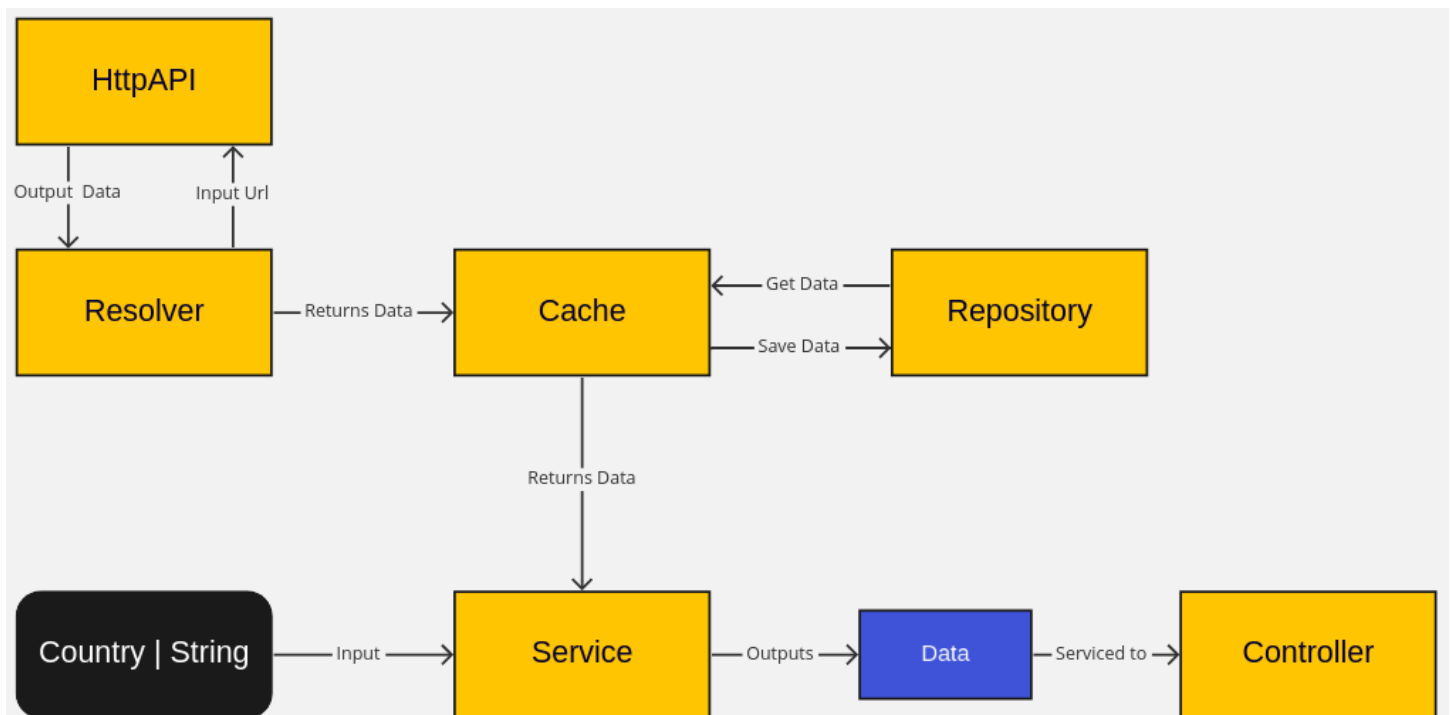 HttpAPI
Output  Data
Input Url
Resolver
Returns Data
Cache
Get Data
Save Data
Repository
Returns Data
Country | String
Input
Service
Outputs
Data
Serviced to
Controller